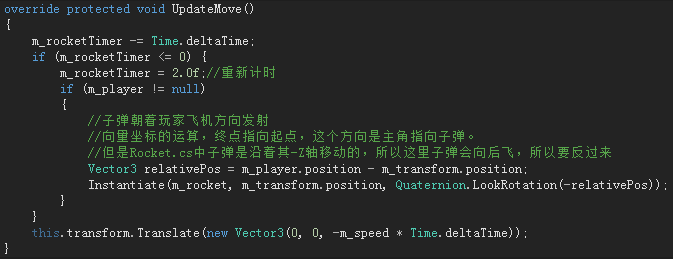 override protected void UpdateMove()
{
m_rocketTimer -= Time.deltaTime;
if (m_rocketTimer <= 0) {
m_rocketTimer = 2.0f;//重新计时
if (m_player != null)
{
//子弹朝着玩家飞机方向发射
//向量坐标的运算，终点指向起点，这个方向是主角指向子弹。
//但是Rocket.cs中子弹是沿着其-Z轴移动的，所以这里子弹会向后飞，所以要反过来
Vector3 relativePos = m_player.position - m_transform.position;
Instantiate(m_rocket, m_transform.position, Quaternion.LookRotation(-relativePos));
}
}
this.transform.Translate(new Vector3(0, 0, -m_speed * Time.deltaTime));
}